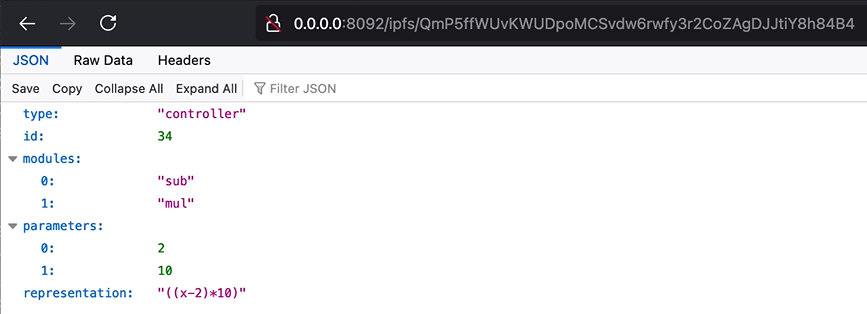 0.0.0.0:8092/ipfs/QmP5ffWUvKWUDpoMCSvdw6rwfy3r2CoZAgDJJtiY8h84B4
JSON Raw Data Headers
Save Copy Collapse All Expand All Filter JSON
type: "controller"
id: 34
modules:
0: "sub"
1: "mul"
parameters:
0: 2
1: 10
representation: "((x-2)*10)"